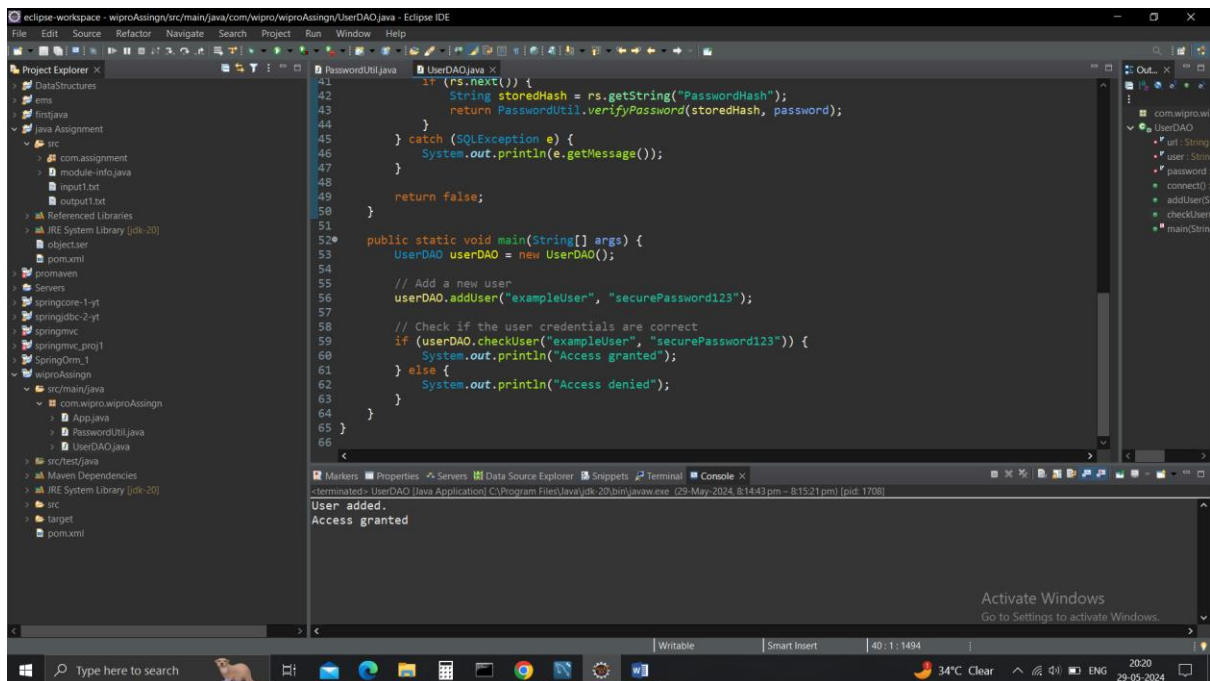 eclipse-workspace - wiproAssingn/src/main/java/com/wipro/wiproAssingn/UserDAO.java - Eclipse IDE
File Edit Source Refactor Navigate Search Project Run Window Help
Project Explorer
DataStructures
ems
firstjava
java Assignment
src
com.assignment
module-info.java
input1.txt
output1.txt
Referenced Libraries
JRE System Library [jdk-20]
object.ser
pom.xml
promaven
Servers
springcore-1-yt
springjdbc-2-yt
springmvc
springmvc_proj1
SpringOrm_1
wiproAssingn
src/main/java
com.wipro.wiproAssingn
App.java
PasswordUtil.java
UserDAO.java
src/test/java
Maven Dependencies
JRE System Library [jdk-20]
src
target
pom.xml
PasswordUtil.java UserDAO.java
41 if (rs.next()) {
42 String storedHash = rs.getString("PasswordHash");
43 return PasswordUtil.verifyPassword(storedHash, password);
44 }
45 } catch (SQLException e) {
46 System.out.println(e.getMessage());
47 }
48
49 return false;
50 }
51
52 public static void main(String[] args) {
53 UserDAO userDAO = new UserDAO();
54
55 // Add a new user
56 userDAO.addUser("exampleUser", "securePassword123");
57
58 // Check if the user credentials are correct
59 if (userDAO.checkUser("exampleUser", "securePassword123")) {
60 System.out.println("Access granted");
61 } else {
62 System.out.println("Access denied");
63 }
64 }
65 }
66
Out...
com.wipro.wi
UserDAO
url : String
user : Strin
password
connect()
addUser(S
checkUser
main(Strin
Markers Properties Servers Data Source Explorer Snippets Terminal Console
<terminated> UserDAO [Java Application] C:\Program Files\Java\jdk-20\bin\javaw.exe (29-May-2024, 8:14:43 pm – 8:15:21 pm) [pid: 1708]
User added.
Access granted
Activate Windows
Go to Settings to activate Windows.
Writable Smart Insert 40 : 1 : 1494
Type here to search
34°C Clear ENG 20:20
29-05-2024